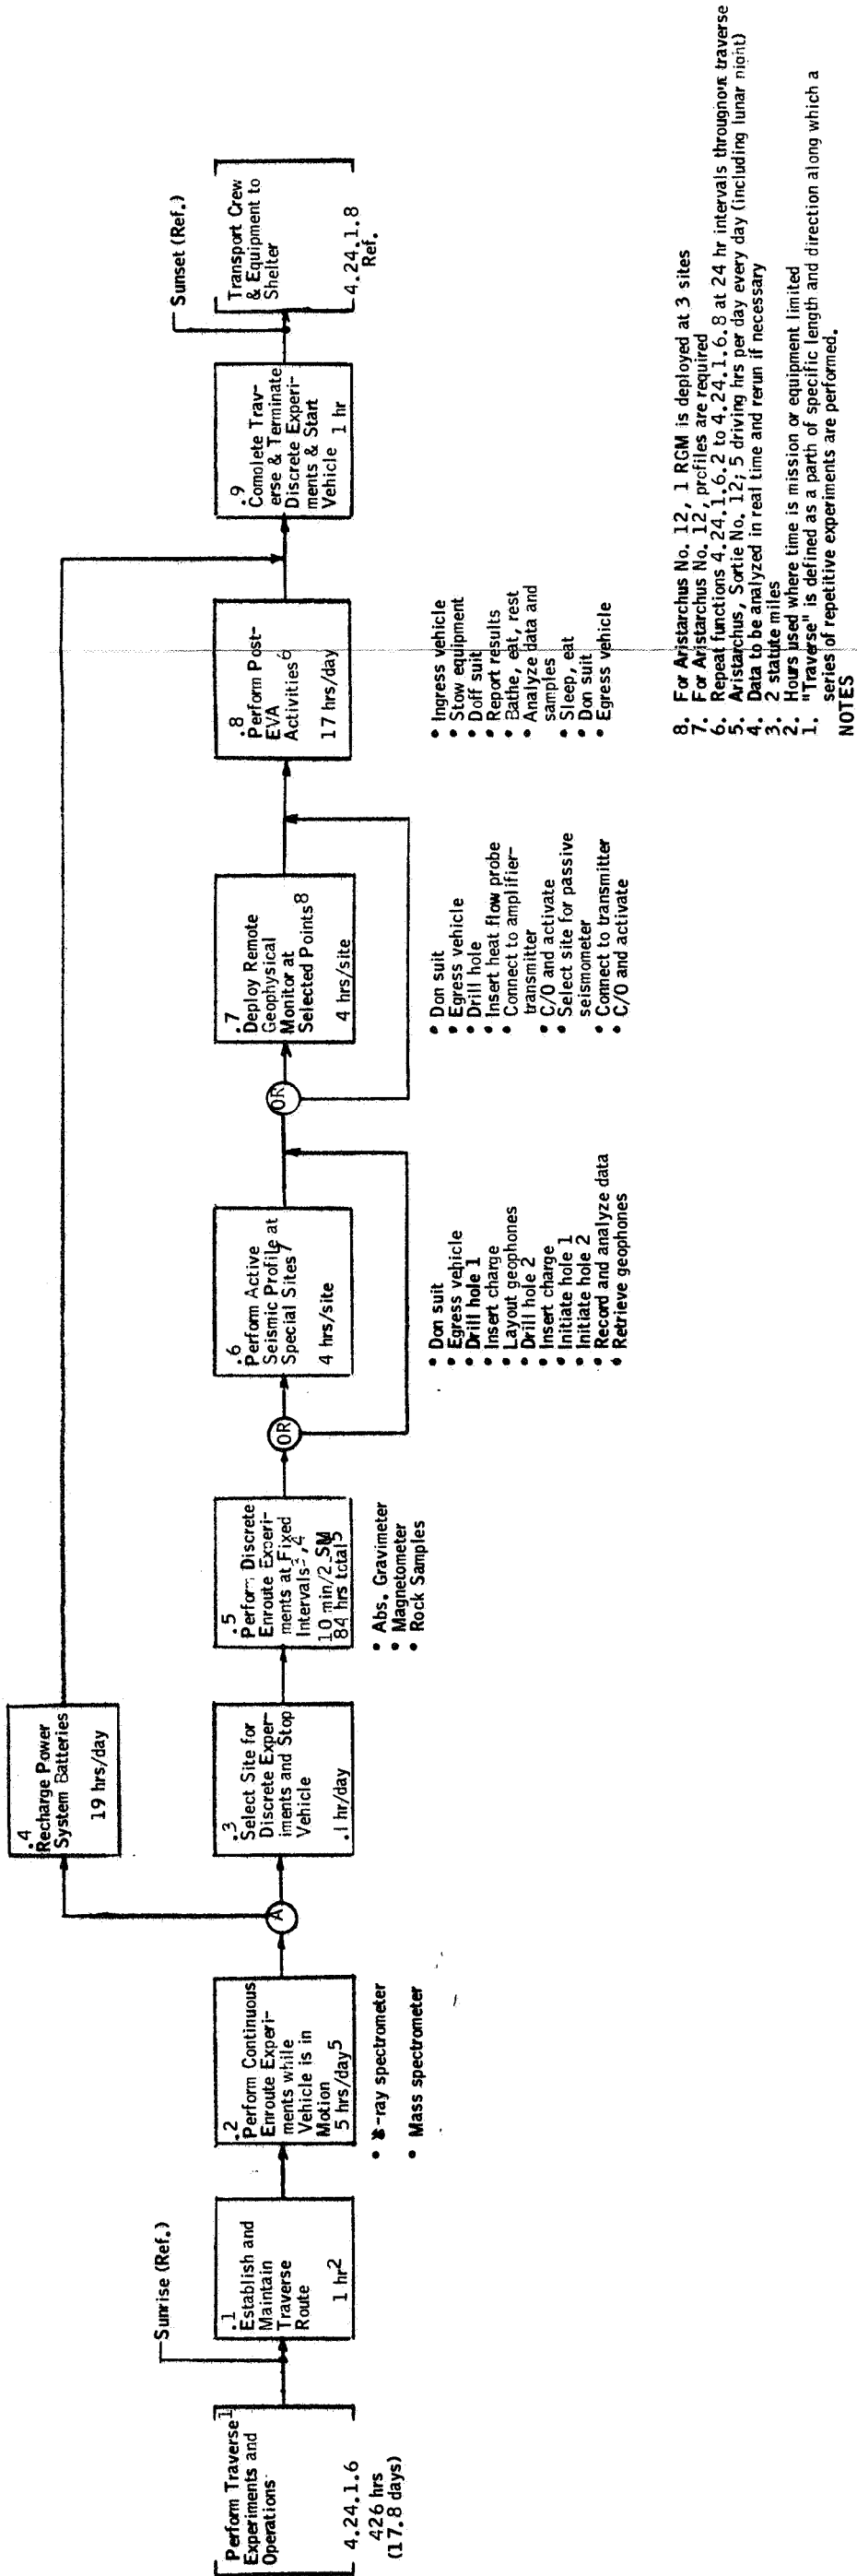 Perform Traverse1
Experiments and
Operations
4.24.1.6
426 hrs
(17.8 days)
Sunrise (Ref.)
.1
Establish and
Maintain
Traverse
Route
1 hr2
.2
Perform Continuous
Enroute Experi-
ments while
Vehicle is in
Motion
5 hrs/day5
• -ray spectrometer
• Mass spectrometer
A
.4
Recharge Power
System Batteries
19 hrs/day
.3
Select Site for
Discrete Exper-
iments and Stop
Vehicle
.1 hr/day
.5
Perform Discrete
Enroute Experi-
ments at Fixed
Intervals3,4
10 min/2 SM
84 hrs total5
• Abs. Gravimeter
• Magnetometer
• Rock Samples
OR
.6
Perform Active
Seismic Profile at
Special Sites7
4 hrs/site
• Don suit
• Egress vehicle
• Drill hole 1
• Insert charge
• Layout geophones
• Drill hole 2
• Insert charge
• Initiate hole 1
• Initiate hole 2
• Record and analyze data
• Retrieve geophones
OR
.7
Deploy Remote
Geophysical
Monitor at
Selected Points8
4 hrs/site
• Don suit
• Egress vehicle
• Drill hole
• Insert heat flow probe
• Connect to amplifier-
transmitter
• C/O and activate
• Select site for passive
seismometer
• Connect to transmitter
• C/O and activate
.8
Perform Post-
EVA
Activities6
17 hrs/day
• Ingress vehicle
• Stow equipment
• Doff suit
• Report results
• Bathe, eat, rest
• Analyze data and
samples
• Sleep, eat
• Don suit
• Egress vehicle
.9
Comolete Trav-
erse & Terminate
Discrete Experi-
ments & Start
Vehicle 1 hr
Sunset (Ref.)
Transport Crew
& Equipment to
Shelter
4.24.1.8
Ref.
8. For Aristarchus No. 12, 1 RGM is deployed at 3 sites
7. For Aristarchus No. 12, profiles are required
6. Repeat functions 4.24.1.6.2 to 4.24.1.6.8 at 24 hr intervals throughout traverse
5. Aristarchus, Sortie No. 12; 5 driving hrs per day every day (including lunar night)
4. Data to be analyzed in real time and rerun if necessary
3. 2 statute miles
2. Hours used where time is mission or equipment limited
1. "Traverse" is defined as a parth of specific length and direction along which a
series of repetitive experiments are performed.
NOTES